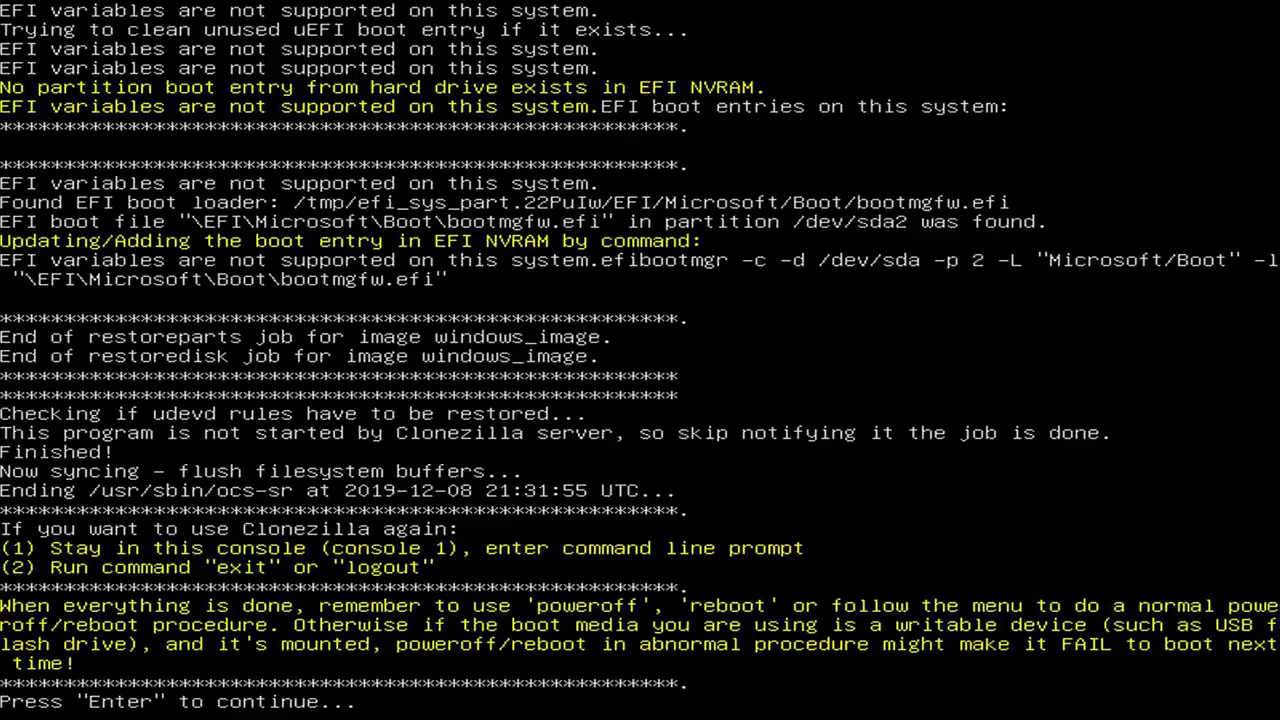 EFI variables are not supported on this system.
Trying to clean unused uEFI boot entry if it exists...
EFI variables are not supported on this system.
EFI variables are not supported on this system.
No partition boot entry from hard drive exists in EFI NVRAM.
EFI variables are not supported on this system.EFI boot entries on this system:
*****************************************************.
*****************************************************.
EFI variables are not supported on this system.
Found EFI boot loader: /tmp/efi_sys_part.22PuIw/EFI/Microsoft/Boot/bootmgfw.efi
EFI boot file "\EFI\Microsoft\Boot\bootmgfw.efi" in partition /dev/sda2 was found.
Updating/Adding the boot entry in EFI NVRAM by command:
EFI variables are not supported on this system.efibootmgr -c -d /dev/sda -p 2 -L "Microsoft/Boot" -l
"\EFI\Microsoft\Boot\bootmgfw.efi"
*****************************************************.
End of restoreparts job for image windows_image.
End of restoredisk job for image windows_image.
*****************************************************
*****************************************************
Checking if udevd rules have to be restored...
This program is not started by Clonezilla server, so skip notifying it the job is done.
Finished!
Now syncing - flush filesystem buffers...
Ending /usr/sbin/ocs-sr at 2019-12-08 21:31:55 UTC...
*****************************************************.
If you want to use Clonezilla again:
(1) Stay in this console (console 1), enter command line prompt
(2) Run command "exit" or "logout"
*****************************************************.
When everything is done, remember to use 'poweroff', 'reboot' or follow the menu to do a normal powe
roff/reboot procedure. Otherwise if the boot media you are using is a writable device (such as USB f
lash drive), and it's mounted, poweroff/reboot in abnormal procedure might make it FAIL to boot next
time!
*****************************************************.
Press "Enter" to continue...